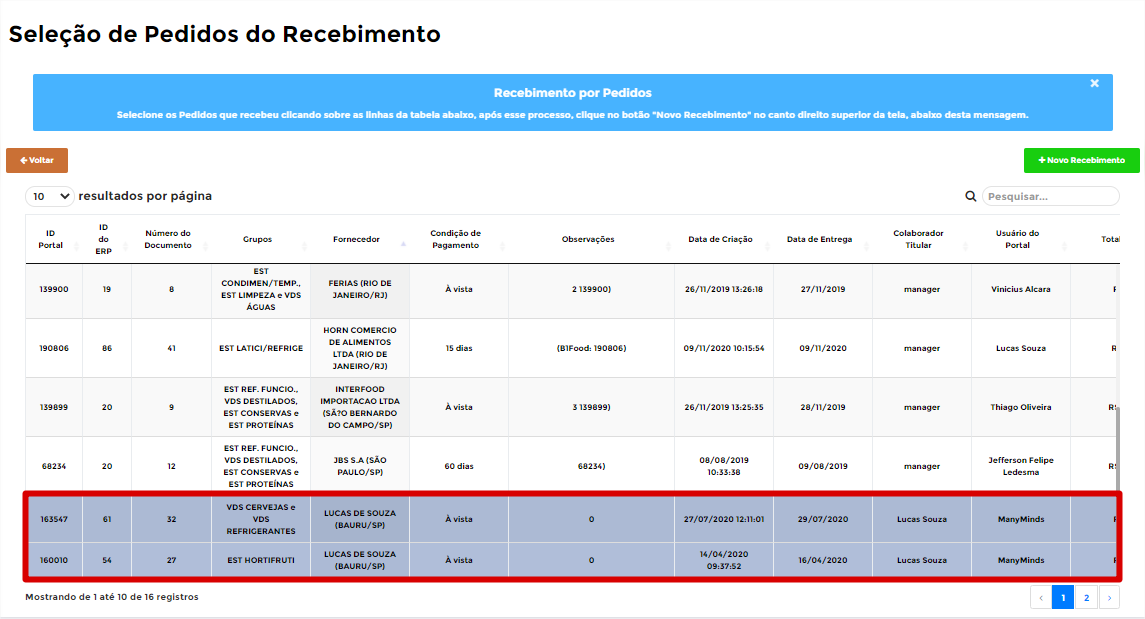 Seleção de Pedidos do Recebimento
×
Recebimento por Pedidos
Selecione os Pedidos que recebeu clicando sobre as linhas da tabela abaixo, após esse processo, clique no botão "Novo Recebimento" no canto direito superior da tela, abaixo desta mensagem.
Voltar
+Novo Recebimento
10 resultados por página
Pesquisar...
ID Portal
ID do ERP
Número do Documento
Grupos
Fornecedor
Condição de Pagamento
Observações
Data de Criação
Data de Entrega
Colaborador Titular
Usuário do Portal
Total
139900
19
8
EST CONDIMEN/TEMP., EST LIMPEZA e VDS ÁGUAS
FERIAS (RIO DE JANEIRO/RJ)
À vista
2 139900)
26/11/2019 13:26:18
27/11/2019
manager
Vinicius Alcara
190806
86
41
EST LATICI/REFRIGE
HORN COMERCIO DE ALIMENTOS LTDA (RIO DE JANEIRO/RJ)
15 dias
(B1Food: 190806)
09/11/2020 10:15:54
09/11/2020
manager
Lucas Souza
139899
20
9
EST REF. FUNCIO., VDS DESTILADOS, EST CONSERVAS e EST PROTEÍNAS
INTERFOOD IMPORTACAO LTDA (SÃ?O BERNARDO DO CAMPO/SP)
À vista
3 139899)
26/11/2019 13:25:35
28/11/2019
manager
Thiago Oliveira
68234
20
12
EST REF. FUNCIO., VDS DESTILADOS, EST CONSERVAS e EST PROTEÍNAS
JBS S.A (SÃO PAULO/SP)
60 dias
68234)
08/08/2019 10:33:38
09/08/2019
manager
Jefferson Felipe Ledesma
163547
61
32
VDS CERVEJAS e VDS REFRIGERANTES
LUCAS DE SOUZA (BAURU/SP)
À vista
0
27/07/2020 12:11:01
29/07/2020
Lucas Souza
ManyMinds
160010
54
27
EST HORTIFRUTI
LUCAS DE SOUZA (BAURU/SP)
À vista
0
14/04/2020 09:37:52
16/04/2020
Lucas Souza
ManyMinds
Mostrando de 1 até 10 de 16 registros
‹ 1 2 ›